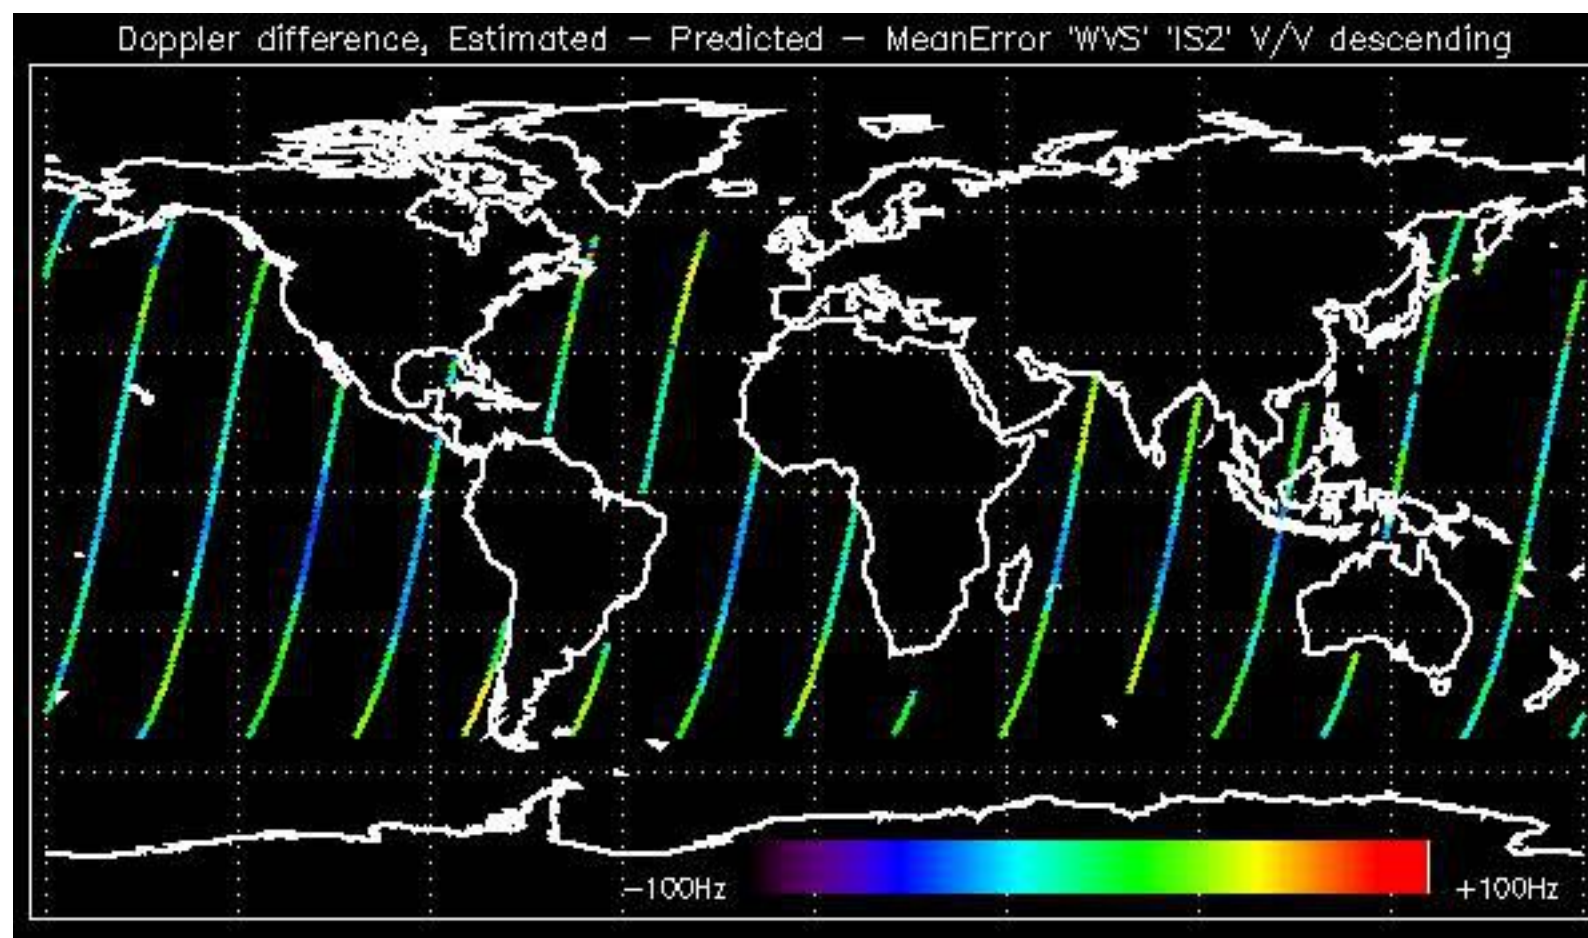 Doppler difference, Estimated – Predicted – MeanError 'WVS' 'IS2' V/V descending
−100Hz
+100Hz